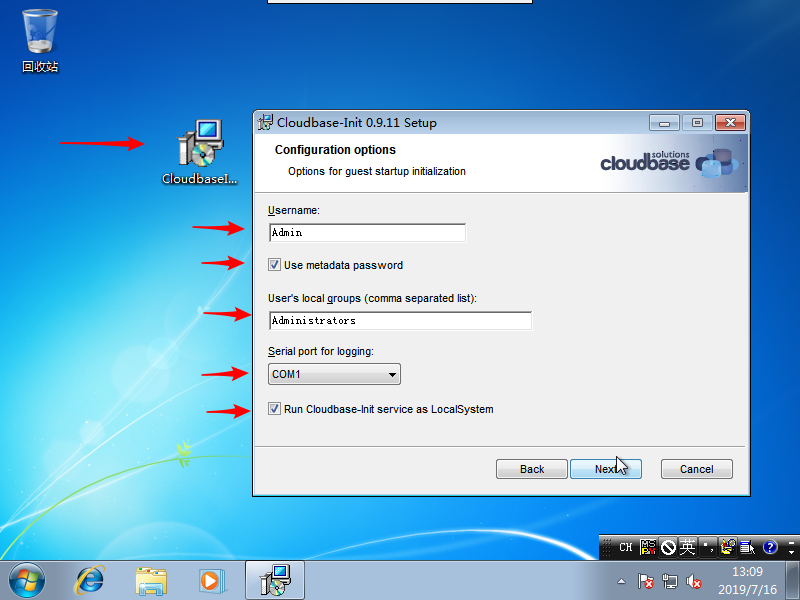 回收站
CloudbaseI...
Cloudbase-Init 0.9.11 Setup
Configuration options
Options for guest startup initialization
cloudbase solutions
Username:
Admin
Use metadata password
User's local groups (comma separated list):
Administrators
Serial port for logging:
COM1
Run Cloudbase-Init service as LocalSystem
Back
Next
Cancel
CH
英
13:09
2019/7/16